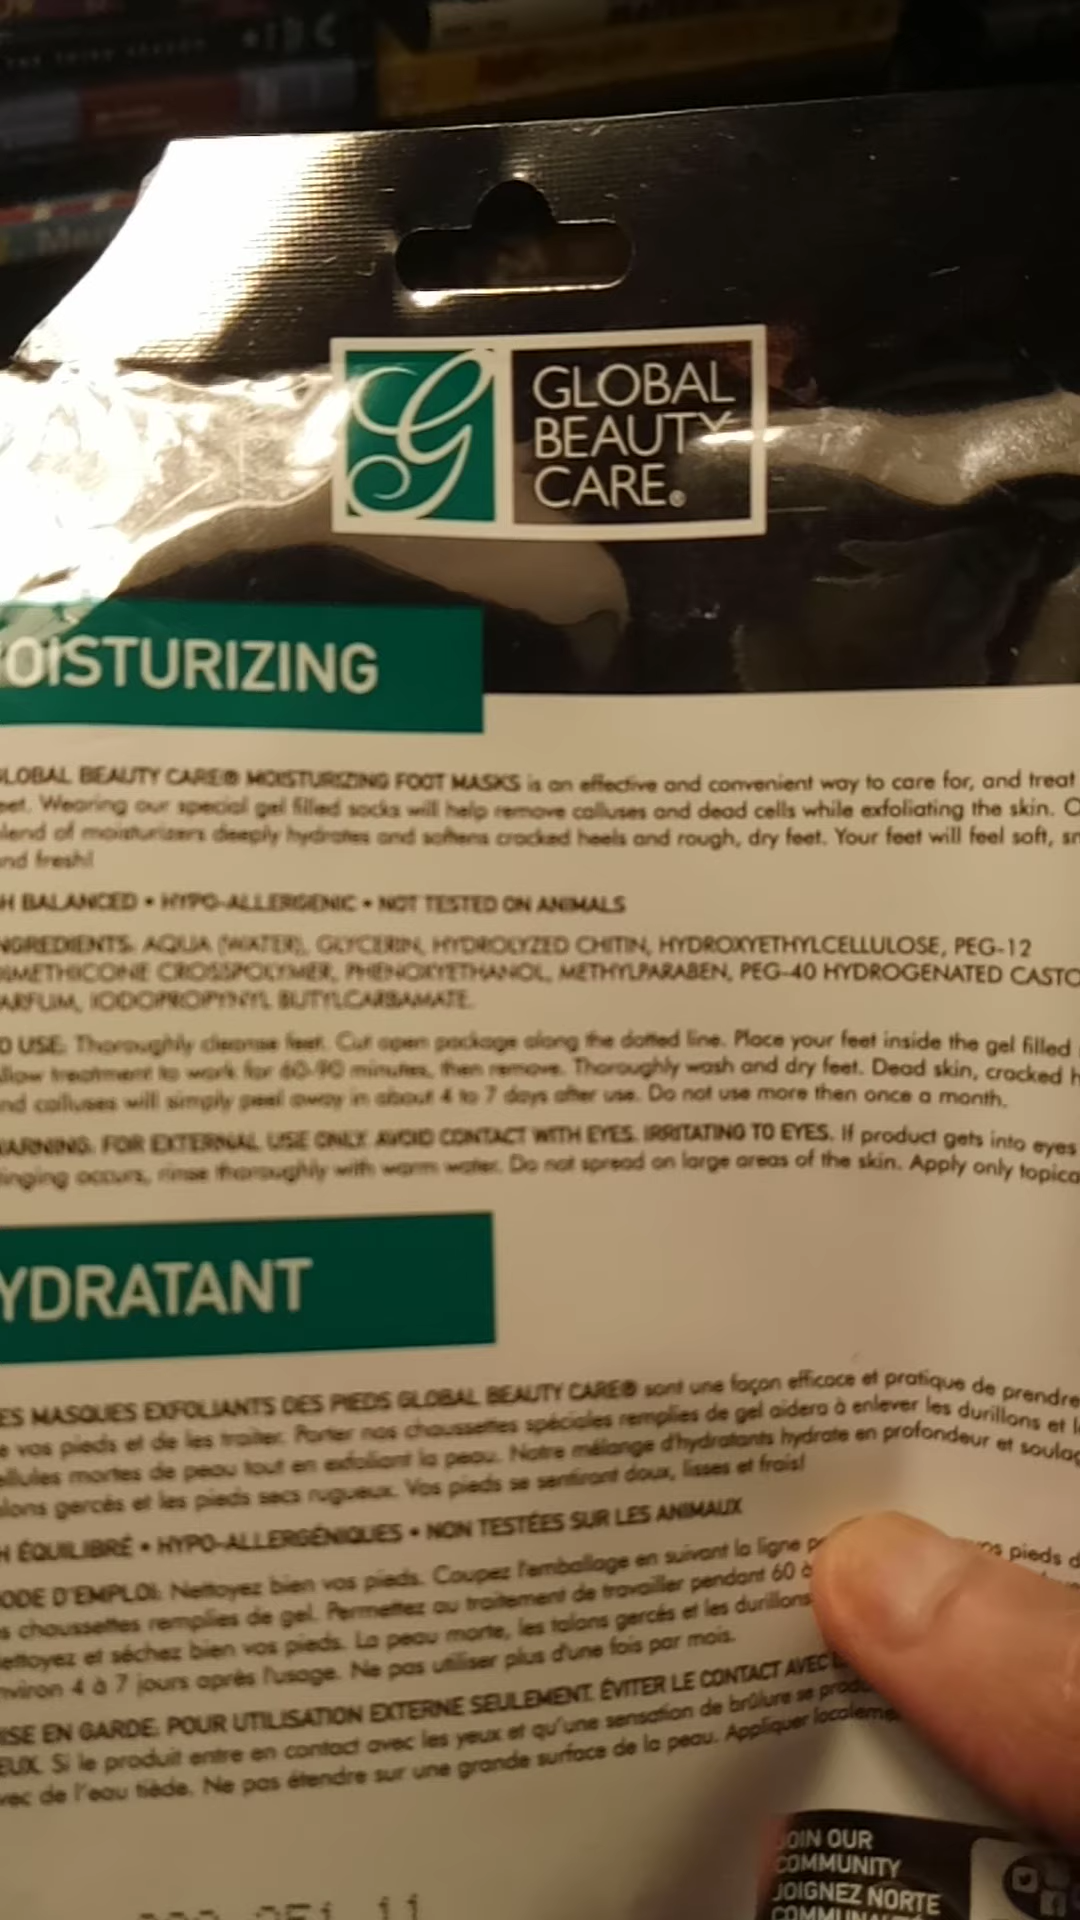 THE THIRD SEASON
GLOBAL
BEAUTY
CARE®
OISTURIZING
LOBAL BEAUTY CARE® MOISTURIZING FOOT MASKS is an effective and convenient way to care for, and treat
eet. Wearing our special gel filled socks will help remove calluses and dead cells while exfoliating the skin. O
lend of moisturizers deeply hydrates and softens cracked heels and rough, dry feet. Your feet will feel soft, sm
nd fresh!
H BALANCED • HYPO-ALLERGENIC • NOT TESTED ON ANIMALS
NGREDIENTS: AQUA (WATER), GLYCERIN, HYDROLYZED CHITIN, HYDROXYETHYLCELLULOSE, PEG-12
IMETHICONE CROSSPOLYMER, PHENOXYETHANOL, METHYLPARABEN, PEG-40 HYDROGENATED CASTO
ARFUM, IODOPROPYNYL BUTYLCARBAMATE.
O USE: Thoroughly cleanse feet. Cut open package along the dotted line. Place your feet inside the gel filled
llow treatment to work for 60-90 minutes, then remove. Thoroughly wash and dry feet. Dead skin, cracked h
nd calluses will simply peel away in about 4 to 7 days after use. Do not use more then once a month.
ARNING: FOR EXTERNAL USE ONLY. AVOID CONTACT WITH EYES. IRRITATING TO EYES. If product gets into eyes
inging occurs, rinse thoroughly with warm water. Do not spread on large areas of the skin. Apply only topica
YDRATANT
ES MASQUES EXFOLIANTS DES PIEDS GLOBAL BEAUTY CARE® sont une façon efficace et pratique de prendre
e vos pieds et de les traiter. Porter nos chaussettes spéciales remplies de gel aidera à enlever les durillons et l
ellules mortes de peau tout en exfoliant la peau. Notre mélange d'hydratants hydrate en profondeur et soulag
alons gercés et les pieds secs rugueux. Vos pieds se sentiront doux, lisses et frais!
H ÉQUILIBRÉ • HYPO-ALLERGÉNIQUES • NON TESTÉES SUR LES ANIMAUX
ODE D'EMPLOI: Nettoyez bien vos pieds. Coupez l'emballage en suivant la ligne p os pieds d
s chaussettes remplies de gel. Permettez au traitement de travailler pendant 60 à
ettoyez et séchez bien vos pieds. La peau morte, les talons gercés et les durillons
nviron 4 à 7 jours après l'usage. Ne pas utiliser plus d'une fois par mois.
ISE EN GARDE: POUR UTILISATION EXTERNE SEULEMENT. ÉVITER LE CONTACT AVEC L
EUX. Si le produit entre en contact avec les yeux et qu'une sensation de brûlure se produ
vec de l'eau tiède. Ne pas étendre sur une grande surface de la peau. Appliquer localeme
JOIN OUR
COMMUNITY
JOIGNEZ NORTE